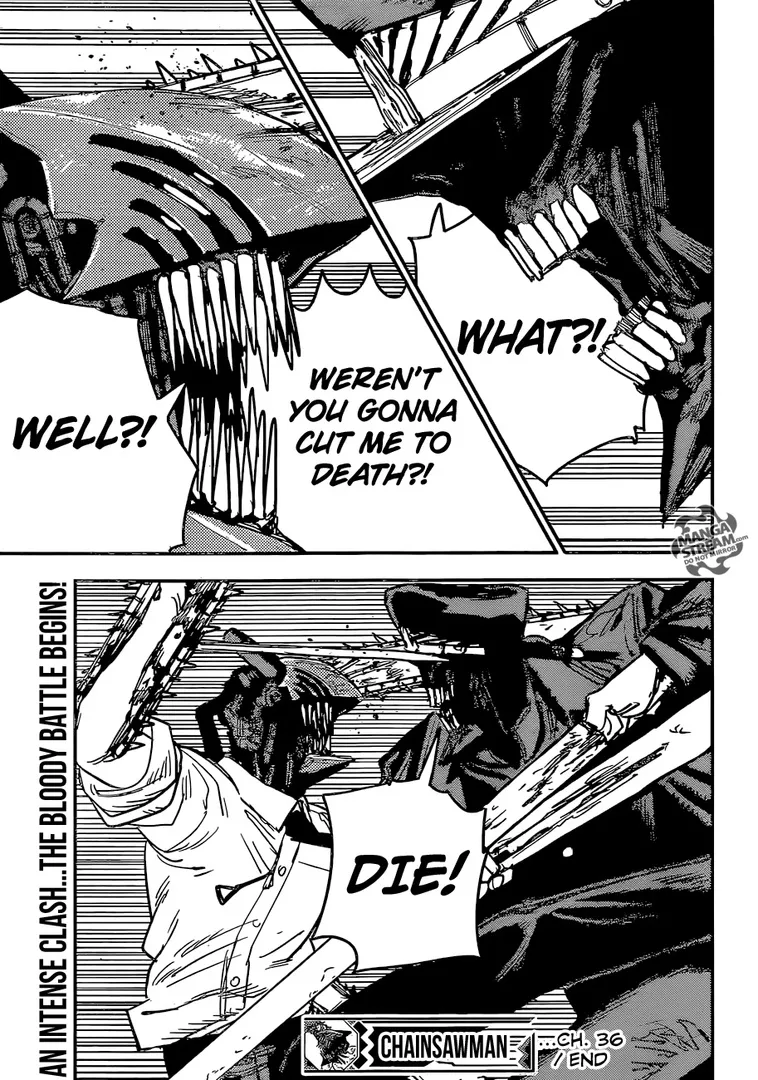 WHAT?!
WEREN'T
YOU GONNA
CUT ME TO
DEATH?!
WELL?!
MANGA
STREAM.com
DO NOT MIRROR
AN INTENSE CLASH...THE BLOODY BATTLE BEGINS!
DIE!
CHAINSAWMAN
...CH. 36
/ END